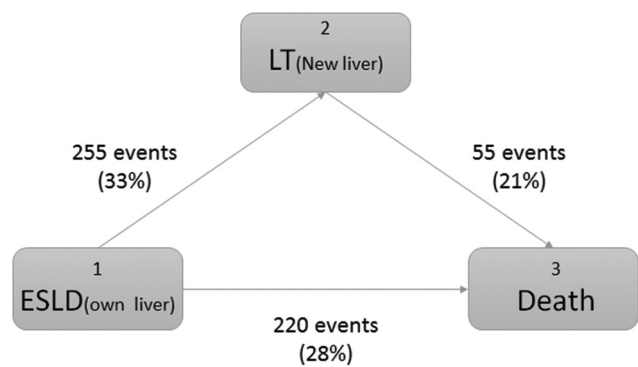 2
LT(New liver)
255 events
(33%)
55 events
(21%)
1
ESLD(own liver)
3
Death
220 events
(28%)